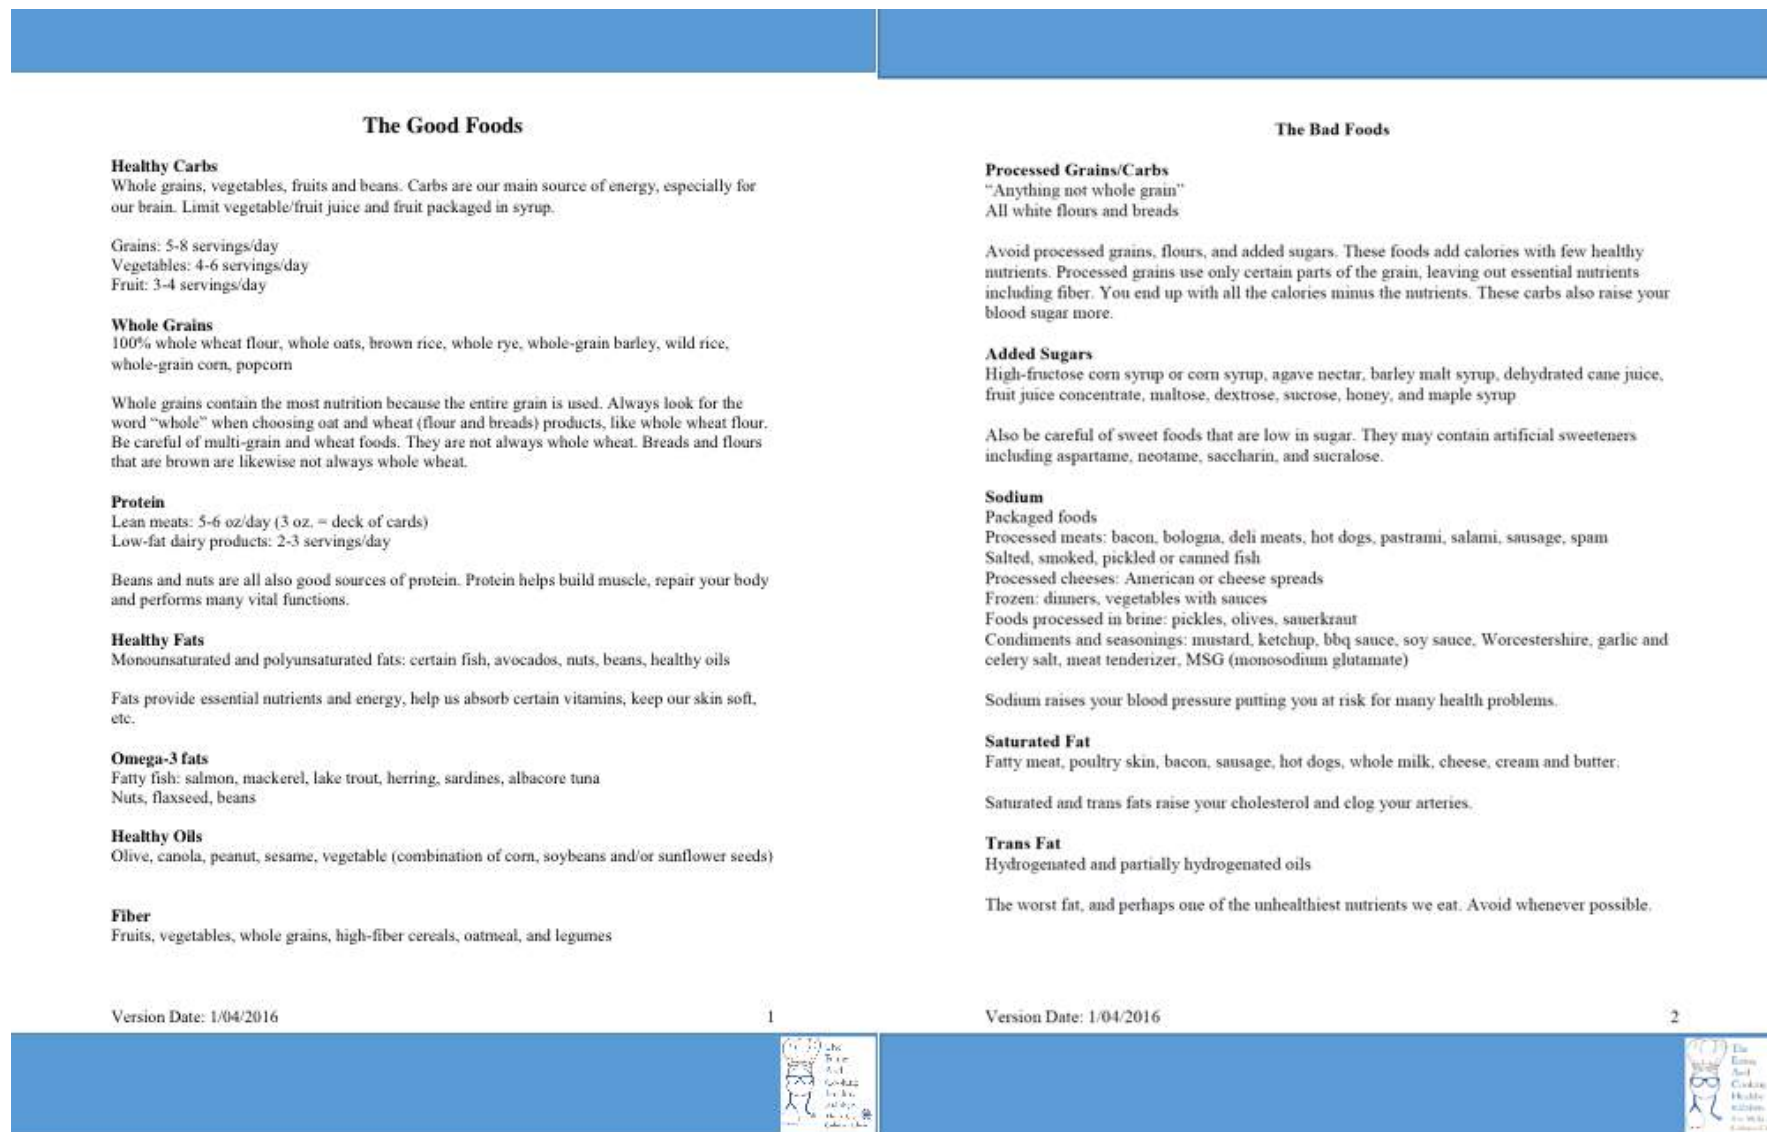 The Good Foods
Healthy Carbs
Whole grains, vegetables, fruits and beans. Carbs are our main source of energy, especially for
our brain. Limit vegetable/fruit juice and fruit packaged in syrup.
Grains: 5-8 servings/day
Vegetables: 4-6 servings/day
Fruit: 3-4 servings/day
Whole Grains
100% whole wheat flour, whole oats, brown rice, whole rye, whole-grain barley, wild rice,
whole-grain corn, popcorn
Whole grains contain the most nutrition because the entire grain is used. Always look for the
word “whole” when choosing oat and wheat (flour and breads) products, like whole wheat flour.
Be careful of multi-grain and wheat foods. They are not always whole wheat. Breads and flours
that are brown are likewise not always whole wheat.
Protein
Lean meats: 5-6 oz/day (3 oz. = deck of cards)
Low-fat dairy products: 2-3 servings/day
Beans and nuts are all also good sources of protein. Protein helps build muscle, repair your body
and performs many vital functions.
Healthy Fats
Monounsaturated and polyunsaturated fats: certain fish, avocados, nuts, beans, healthy oils
Fats provide essential nutrients and energy, help us absorb certain vitamins, keep our skin soft,
etc.
Omega-3 fats
Fatty fish: salmon, mackerel, lake trout, herring, sardines, albacore tuna
Nuts, flaxseed, beans
Healthy Oils
Olive, canola, peanut, sesame, vegetable (combination of corn, soybeans and/or sunflower seeds)
Fiber
Fruits, vegetables, whole grains, high-fiber cereals, oatmeal, and legumes
Version Date: 1/04/2016 1
The Bad Foods
Processed Grains/Carbs
“Anything not whole grain”
All white flours and breads
Avoid processed grains, flours, and added sugars. These foods add calories with few healthy
nutrients. Processed grains use only certain parts of the grain, leaving out essential nutrients
including fiber. You end up with all the calories minus the nutrients. These carbs also raise your
blood sugar more.
Added Sugars
High-fructose corn syrup or corn syrup, agave nectar, barley malt syrup, dehydrated cane juice,
fruit juice concentrate, maltose, dextrose, sucrose, honey, and maple syrup
Also be careful of sweet foods that are low in sugar. They may contain artificial sweeteners
including aspartame, neotame, saccharin, and sucralose.
Sodium
Packaged foods
Processed meats: bacon, bologna, deli meats, hot dogs, pastrami, salami, sausage, spam
Salted, smoked, pickled or canned fish
Processed cheeses: American or cheese spreads
Frozen: dinners, vegetables with sauces
Foods processed in brine: pickles, olives, sauerkraut
Condiments and seasonings: mustard, ketchup, bbq sauce, soy sauce, Worcestershire, garlic and
celery salt, meat tenderizer, MSG (monosodium glutamate)
Sodium raises your blood pressure putting you at risk for many health problems.
Saturated Fat
Fatty meat, poultry skin, bacon, sausage, hot dogs, whole milk, cheese, cream and butter.
Saturated and trans fats raise your cholesterol and clog your arteries.
Trans Fat
Hydrogenated and partially hydrogenated oils
The worst fat, and perhaps one of the unhealthiest nutrients we eat. Avoid whenever possible.
Version Date: 1/04/2016 2
The
And